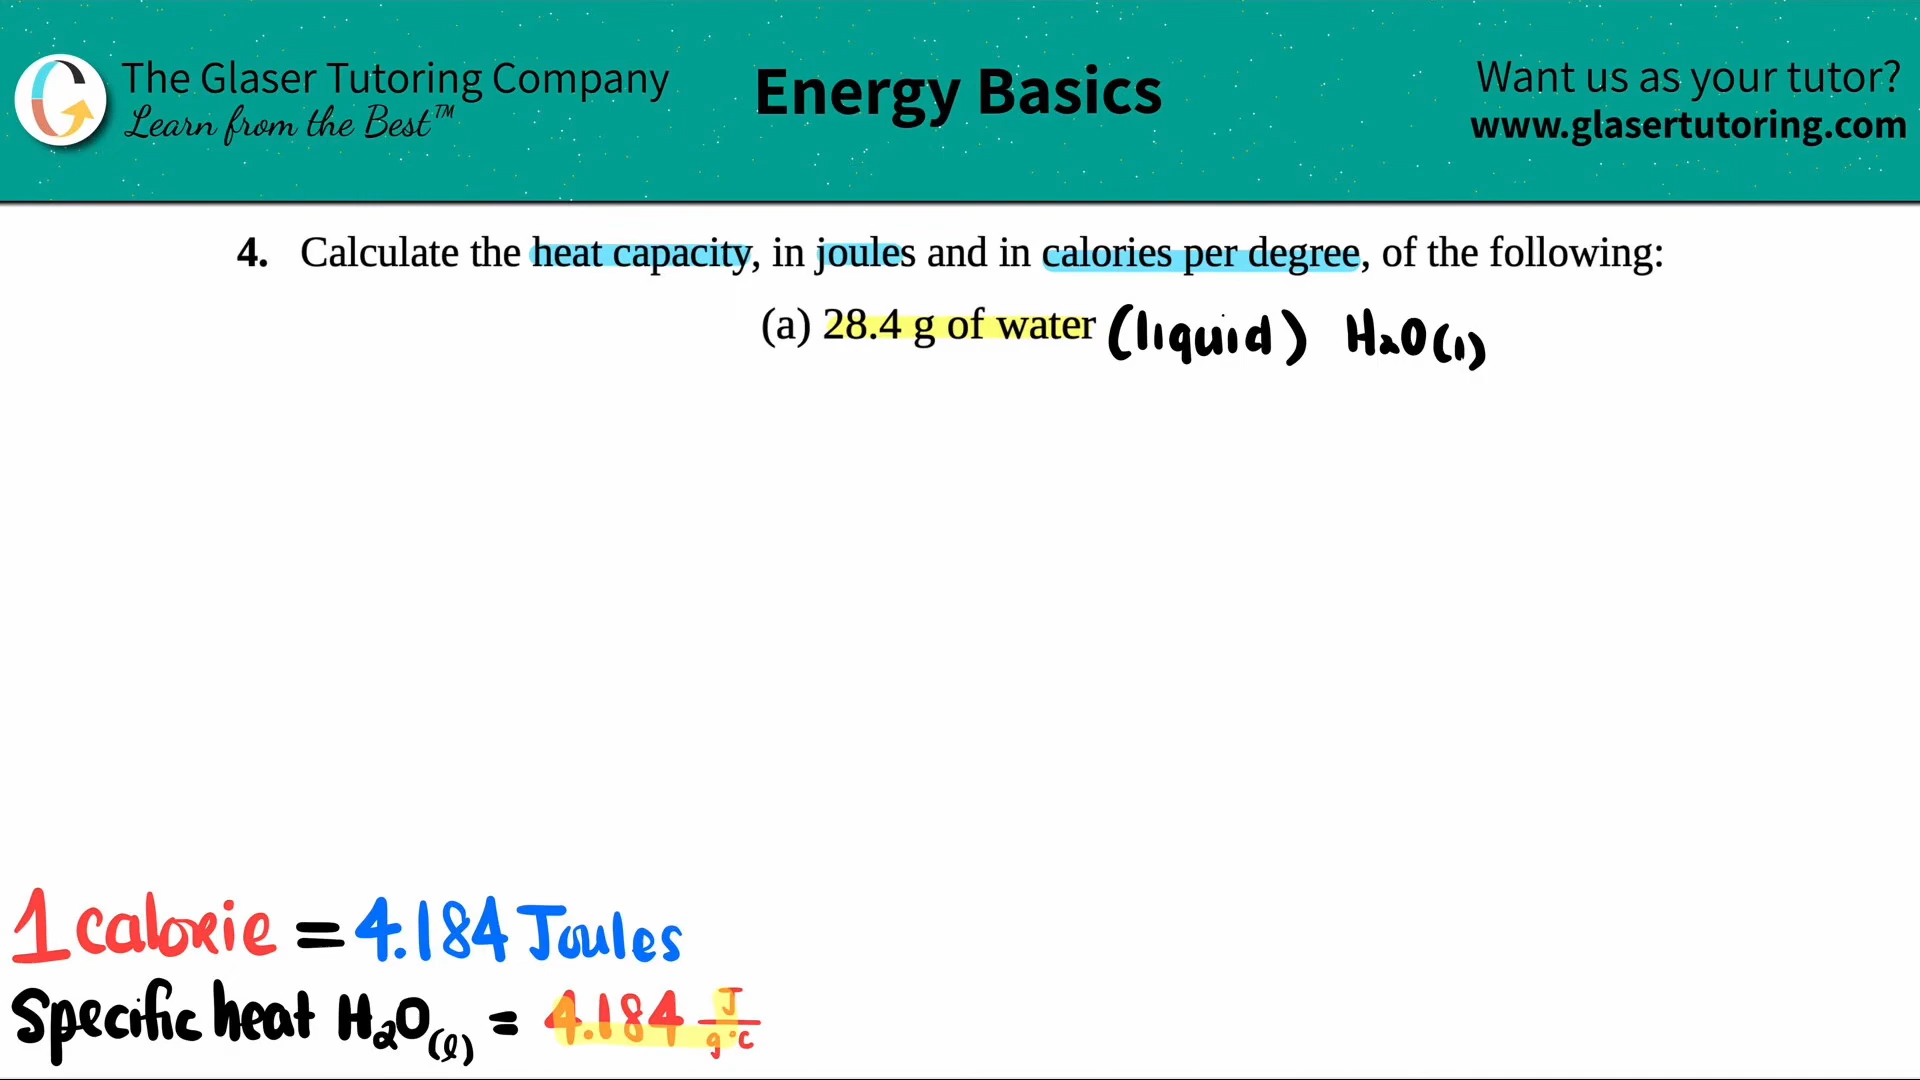 The Glaser Tutoring Company
Learn from the Best™
Energy Basics
Want us as your tutor?
www.glasertutoring.com
4. Calculate the heat capacity, in joules and in calories per degree, of the following:
(a) 28.4 g of water (liquid) H₂O(l)
1 calorie = 4.184 Joules
Specific heat H₂O(l) = 4.184 J/g°C